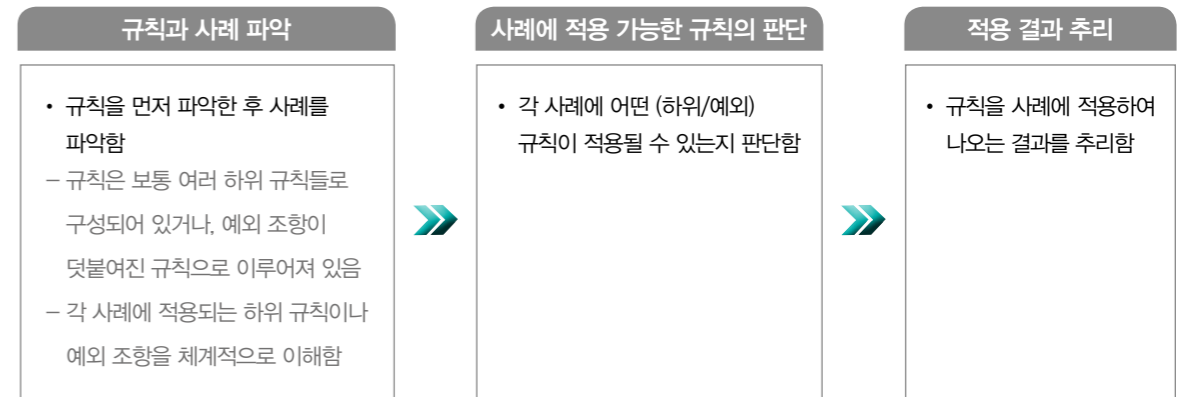 규칙과 사례 파악
• 규칙을 먼저 파악한 후 사례를
파악함
– 규칙은 보통 여러 하위 규칙들로
구성되어 있거나, 예외 조항이
덧붙여진 규칙으로 이루어져 있음
– 각 사례에 적용되는 하위 규칙이나
예외 조항을 체계적으로 이해함
사례에 적용 가능한 규칙의 판단
• 각 사례에 어떤 (하위/예외)
규칙이 적용될 수 있는지 판단함
적용 결과 추리
• 규칙을 사례에 적용하여
나오는 결과를 추리함